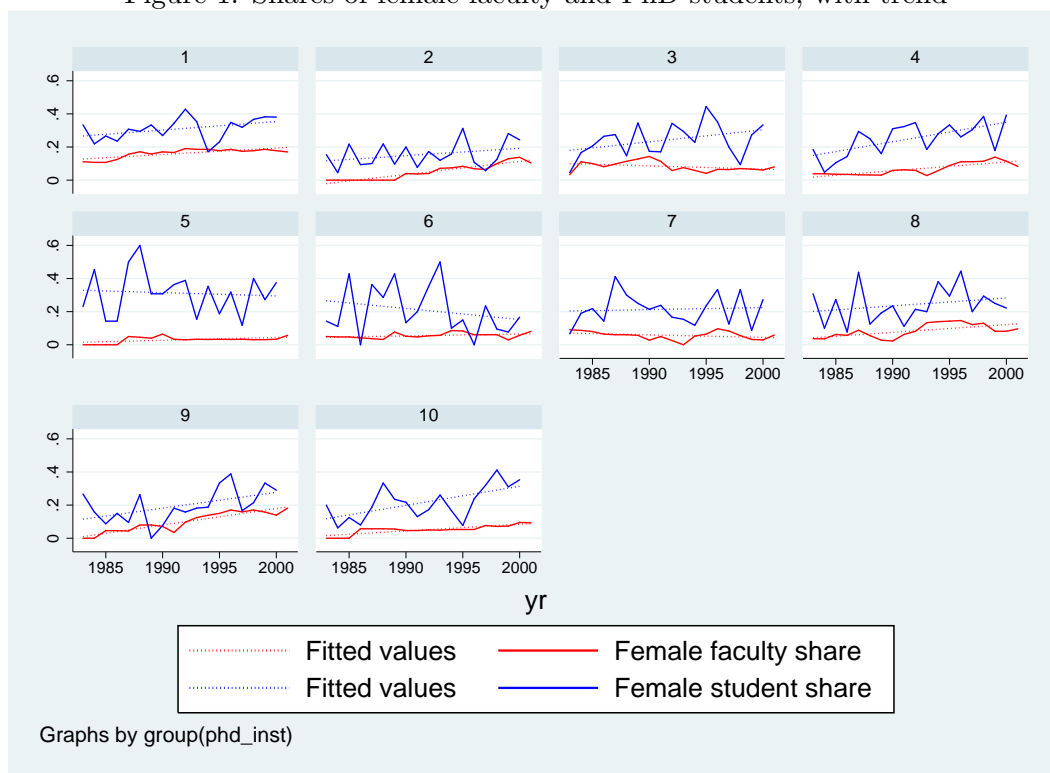 Figure 1: Shares of female faculty and PhD students, with trend
1 2 3 4
.6
.4
.2
0
5 6 7 8
.6
.4
.2
0
1985 1990 1995 2000 1985 1990 1995 2000
9 10
.6
.4
.2
0
1985 1990 1995 2000 1985 1990 1995 2000
yr
Fitted values Female faculty share
Fitted values Female student share
Graphs by group(phd_inst)